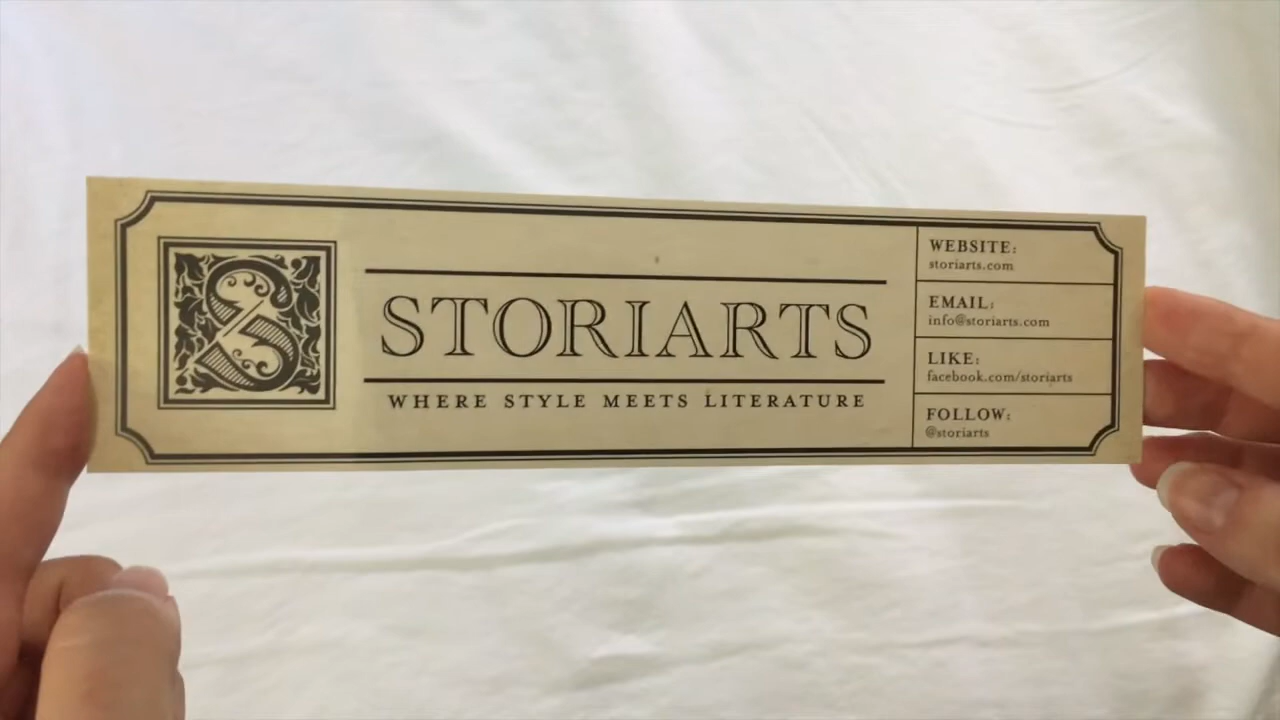 S
STORIARTS
WHERE STYLE MEETS LITERATURE
WEBSITE:
storiarts.com
EMAIL:
info@storiarts.com
LIKE:
facebook.com/storiarts
FOLLOW:
@storiarts